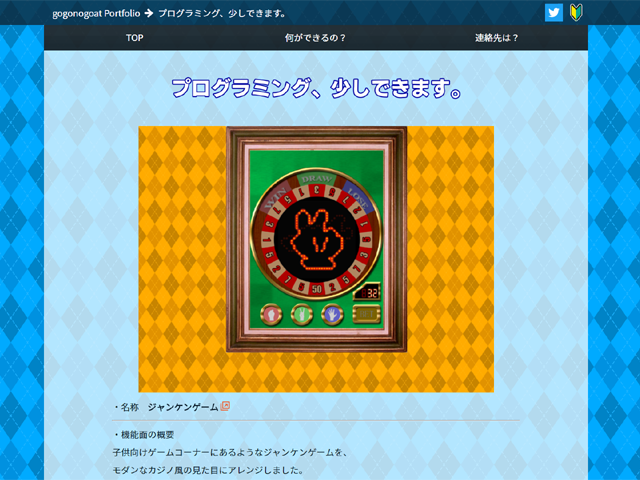 gogonogoat Portfolio → プログラミング、少しできます。
TOP 何ができるの？ 連絡先は？
プログラミング、少しできます。
WIN DRAW LOSE
50
32
・名称 ジャンケンゲーム
・機能面の概要
子供向けゲームコーナーにあるようなジャンケンゲームを、
モダンなカジノ風の見た目にアレンジしました。